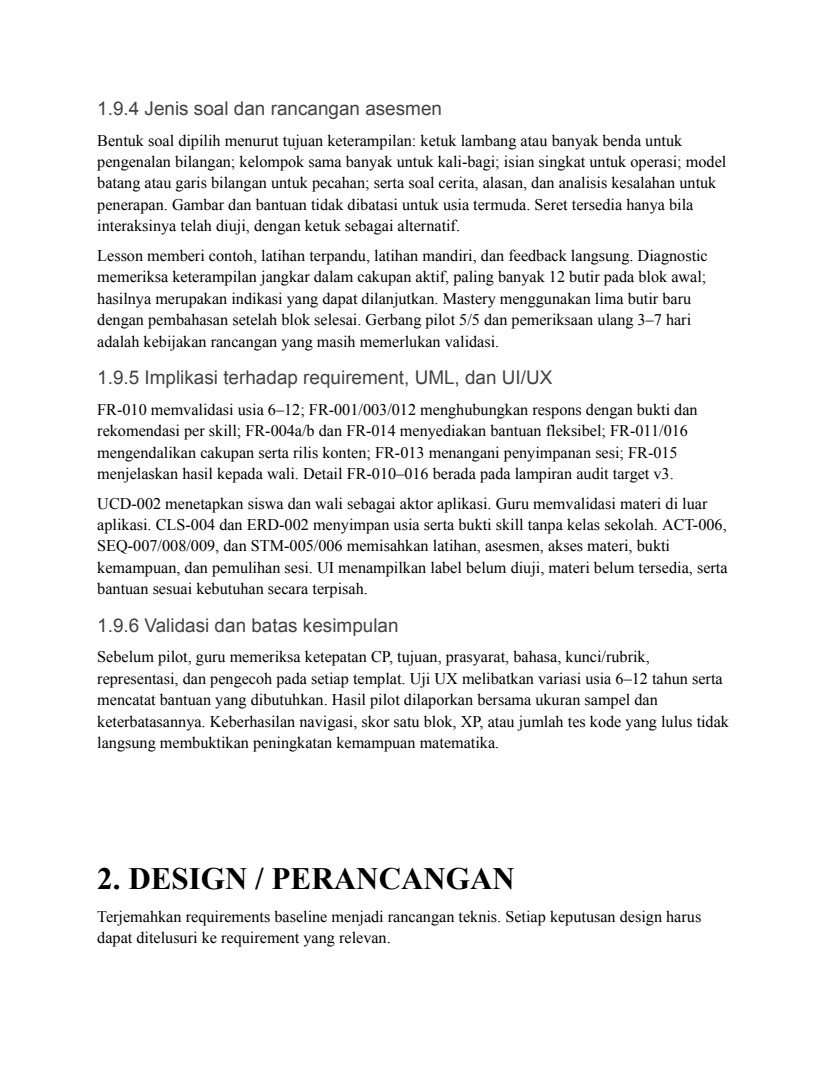 1.9.4 Jenis soal dan rancangan asesmen
Bentuk soal dipilih menurut tujuan keterampilan: ketuk lambang atau banyak benda untuk
pengenalan bilangan; kelompok sama banyak untuk kali-bagi; isian singkat untuk operasi; model
batang atau garis bilangan untuk pecahan; serta soal cerita, alasan, dan analisis kesalahan untuk
penerapan. Gambar dan bantuan tidak dibatasi untuk usia termuda. Seret tersedia hanya bila
interaksinya telah diuji, dengan ketuk sebagai alternatif.
Lesson memberi contoh, latihan terpandu, latihan mandiri, dan feedback langsung. Diagnostic
memeriksa keterampilan jangkar dalam cakupan aktif, paling banyak 12 butir pada blok awal;
hasilnya merupakan indikasi yang dapat dilanjutkan. Mastery menggunakan lima butir baru
dengan pembahasan setelah blok selesai. Gerbang pilot 5/5 dan pemeriksaan ulang 3–7 hari
adalah kebijakan rancangan yang masih memerlukan validasi.
1.9.5 Implikasi terhadap requirement, UML, dan UI/UX
FR-010 memvalidasi usia 6–12; FR-001/003/012 menghubungkan respons dengan bukti dan
rekomendasi per skill; FR-004a/b dan FR-014 menyediakan bantuan fleksibel; FR-011/016
mengendalikan cakupan serta rilis konten; FR-013 menangani penyimpanan sesi; FR-015
menjelaskan hasil kepada wali. Detail FR-010–016 berada pada lampiran audit target v3.
UCD-002 menetapkan siswa dan wali sebagai aktor aplikasi. Guru memvalidasi materi di luar
aplikasi. CLS-004 dan ERD-002 menyimpan usia serta bukti skill tanpa kelas sekolah. ACT-006,
SEQ-007/008/009, dan STM-005/006 memisahkan latihan, asesmen, akses materi, bukti
kemampuan, dan pemulihan sesi. UI menampilkan label belum diuji, materi belum tersedia, serta
bantuan sesuai kebutuhan secara terpisah.
1.9.6 Validasi dan batas kesimpulan
Sebelum pilot, guru memeriksa ketepatan CP, tujuan, prasyarat, bahasa, kunci/rubrik,
representasi, dan pengecoh pada setiap templat. Uji UX melibatkan variasi usia 6–12 tahun serta
mencatat bantuan yang dibutuhkan. Hasil pilot dilaporkan bersama ukuran sampel dan
keterbatasannya. Keberhasilan navigasi, skor satu blok, XP, atau jumlah tes kode yang lulus tidak
langsung membuktikan peningkatan kemampuan matematika.
2. DESIGN / PERANCANGAN
Terjemahkan requirements baseline menjadi rancangan teknis. Setiap keputusan design harus
dapat ditelusuri ke requirement yang relevan.